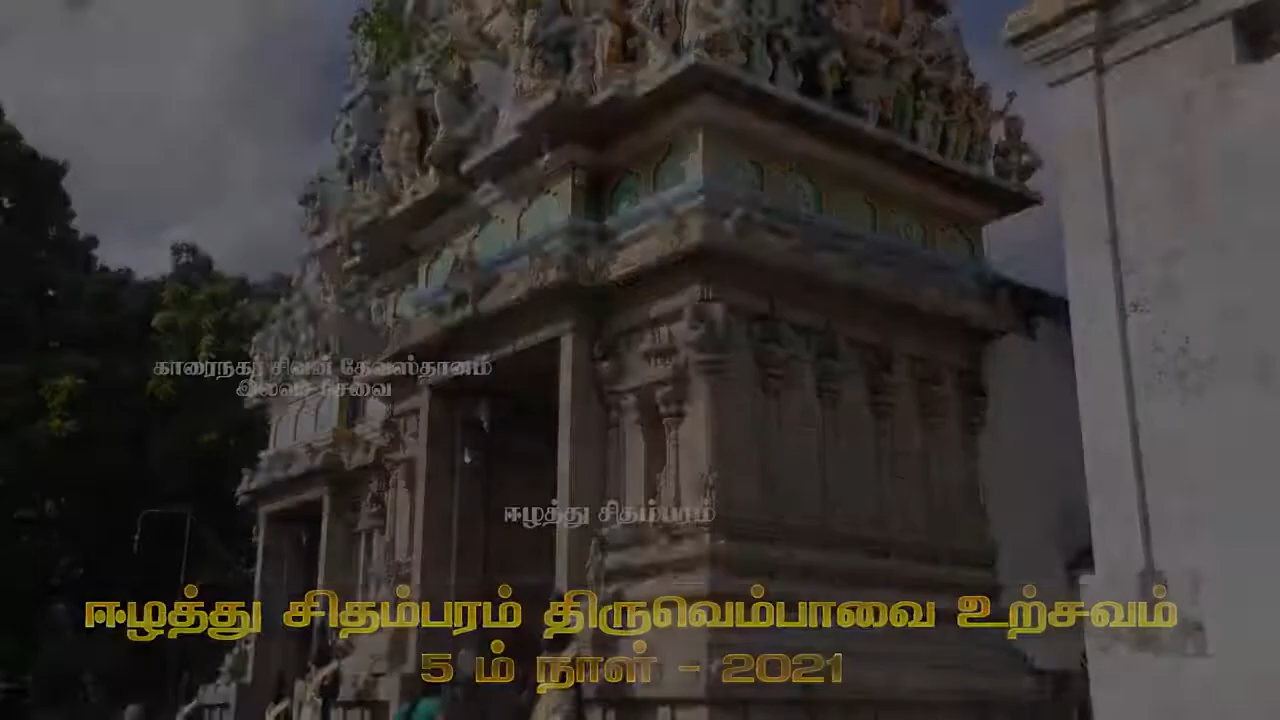 காரைநகர் சிவன் தேவஸ்தானம்
இலவச சேவை
ஈழத்து சிதம்பரம்
ஈழத்து சிதம்பரம் திருவெம்பாவை உற்சவம்
5 ம் நாள் - 2021